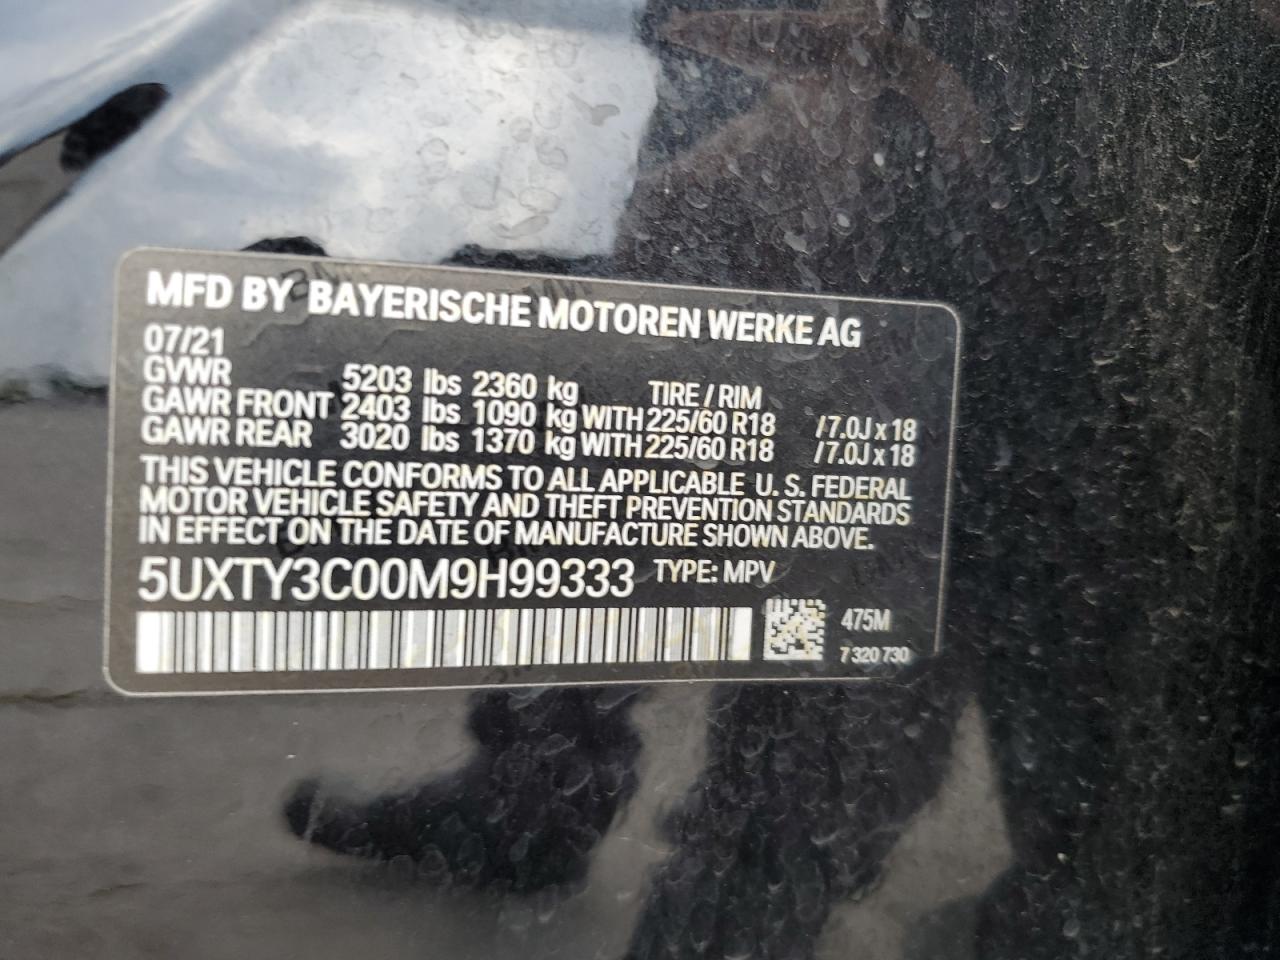 MFD BY BAYERISCHE MOTOREN WERKE AG
07/21
GVWR 5203 lbs 2360 kg TIRE / RIM
GAWR FRONT 2403 lbs 1090 kg WITH 225/60 R18 /7.0J x 18
GAWR REAR 3020 lbs 1370 kg WITH 225/60 R18 /7.0J x 18
THIS VEHICLE CONFORMS TO ALL APPLICABLE U. S. FEDERAL
MOTOR VEHICLE SAFETY AND THEFT PREVENTION STANDARDS
IN EFFECT ON THE DATE OF MANUFACTURE SHOWN ABOVE.
5UXTY3C00M9H99333 TYPE: MPV
475M
7 320 730